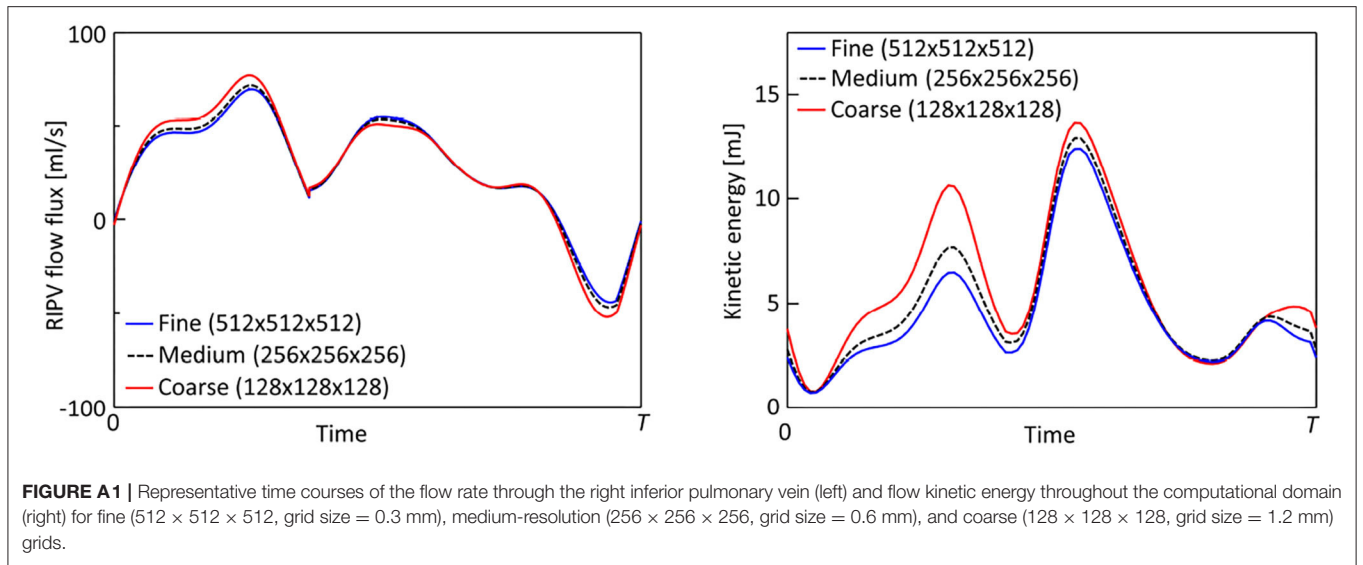 100
0
-100
RIPV flow flux [ml/s]
Fine (512x512x512)
Medium (256x256x256)
Coarse (128x128x128)
0
Time
T
15
10
5
0
Kinetic energy [mJ]
Fine (512x512x512)
Medium (256x256x256)
Coarse (128x128x128)
0
Time
T
FIGURE A1 | Representative time courses of the flow rate through the right inferior pulmonary vein (left) and flow kinetic energy throughout the computational domain
(right) for fine (512 × 512 × 512, grid size = 0.3 mm), medium-resolution (256 × 256 × 256, grid size = 0.6 mm), and coarse (128 × 128 × 128, grid size = 1.2 mm)
grids.